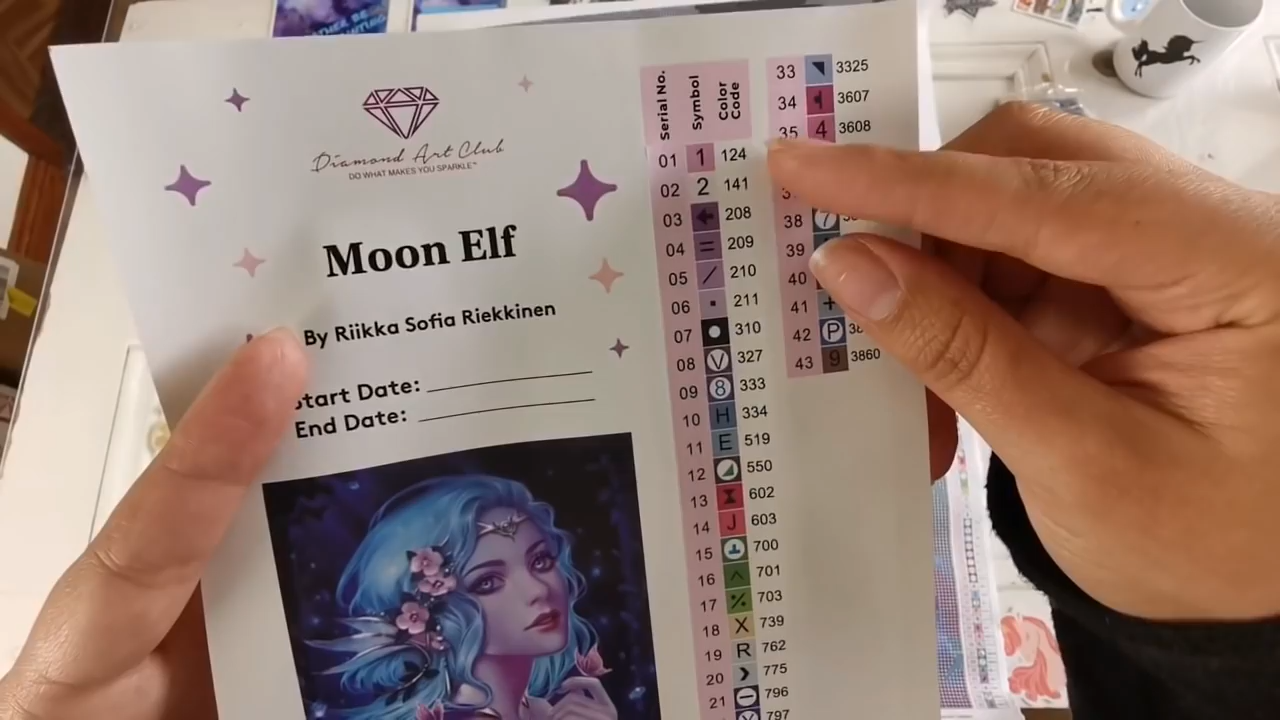 Diamond Art Club
DO WHAT MAKES YOU SPARKLE™
Moon Elf
By Riikka Sofia Riekkinen
Start Date:
End Date:
Serial No. Symbol Color Code
01 1 124
02 2 141
03 208
04 = 209
05 / 210
06 211
07 310
08 V 327
09 8 333
10 H 334
11 E 519
12 550
13 602
14 J 603
15 700
16 ^ 701
17 703
18 X 739
19 R 762
20 775
21 796
797
33 3325
34 3607
35 4 3608
38 7
39
40
41 +
42 P
43 9 3860